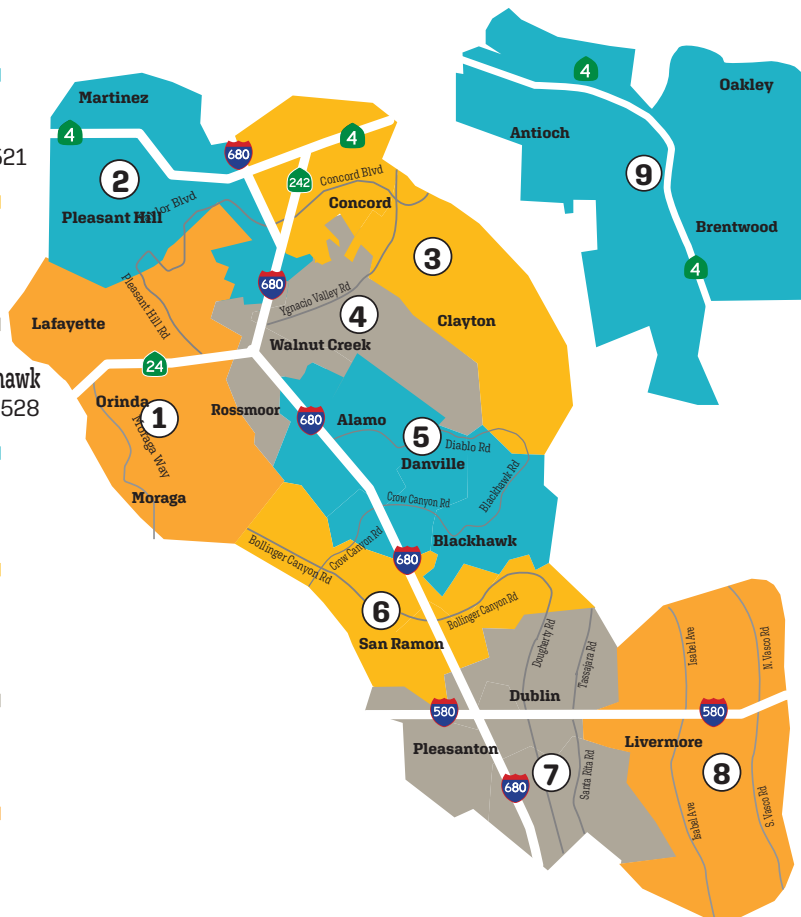 Martinez
4
680
2
Taylor Blvd
Pleasant Hill
521
242
4
Concord Blvd
Concord
3
4
Oakley
Antioch
9
Brentwood
4
680
Pleasant Hill Rd
Ygnacio Valley Rd
4
Walnut Creek
Clayton
Lafayette
24
hawk
528
Orinda
1
Moraga Way
Moraga
Rossmoor
680
Alamo
5
Diablo Rd
Danville
Blackhawk Rd
Crow Canyon Rd
Blackhawk
Crow Canyon Rd
680
Bollinger Canyon Rd
6
San Ramon
Bollinger Canyon Rd
Dougherty Rd
Tassajara Rd
Isabel Ave
N. Vasco Rd
Dublin
580
580
Pleasanton
Livermore
7
680
Santa Rita Rd
8
Isabel Ave
S. Vasco Rd